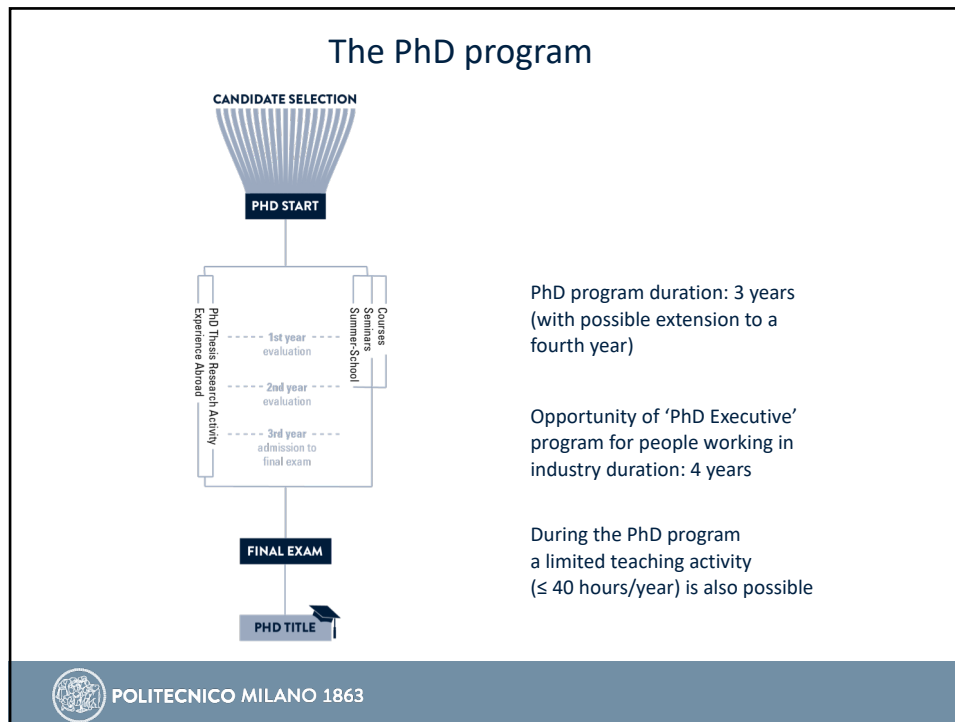 The PhD program
CANDIDATE SELECTION
PHD START
PhD Thesis Research Activity
Experience Abroad
Courses
Seminars
Summer-School
1st year
evaluation
2nd year
evaluation
3rd year
admission to
final exam
FINAL EXAM
PHD TITLE
PhD program duration: 3 years
(with possible extension to a
fourth year)
Opportunity of ‘PhD Executive’
program for people working in
industry duration: 4 years
During the PhD program
a limited teaching activity
(≤ 40 hours/year) is also possible
POLITECNICO MILANO 1863